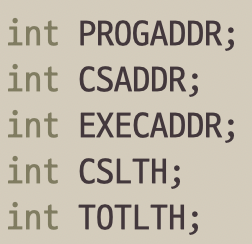 int PROGADDR;
int CSADDR;
int EXECADDR;
int CSLTH;
int TOTLTH;